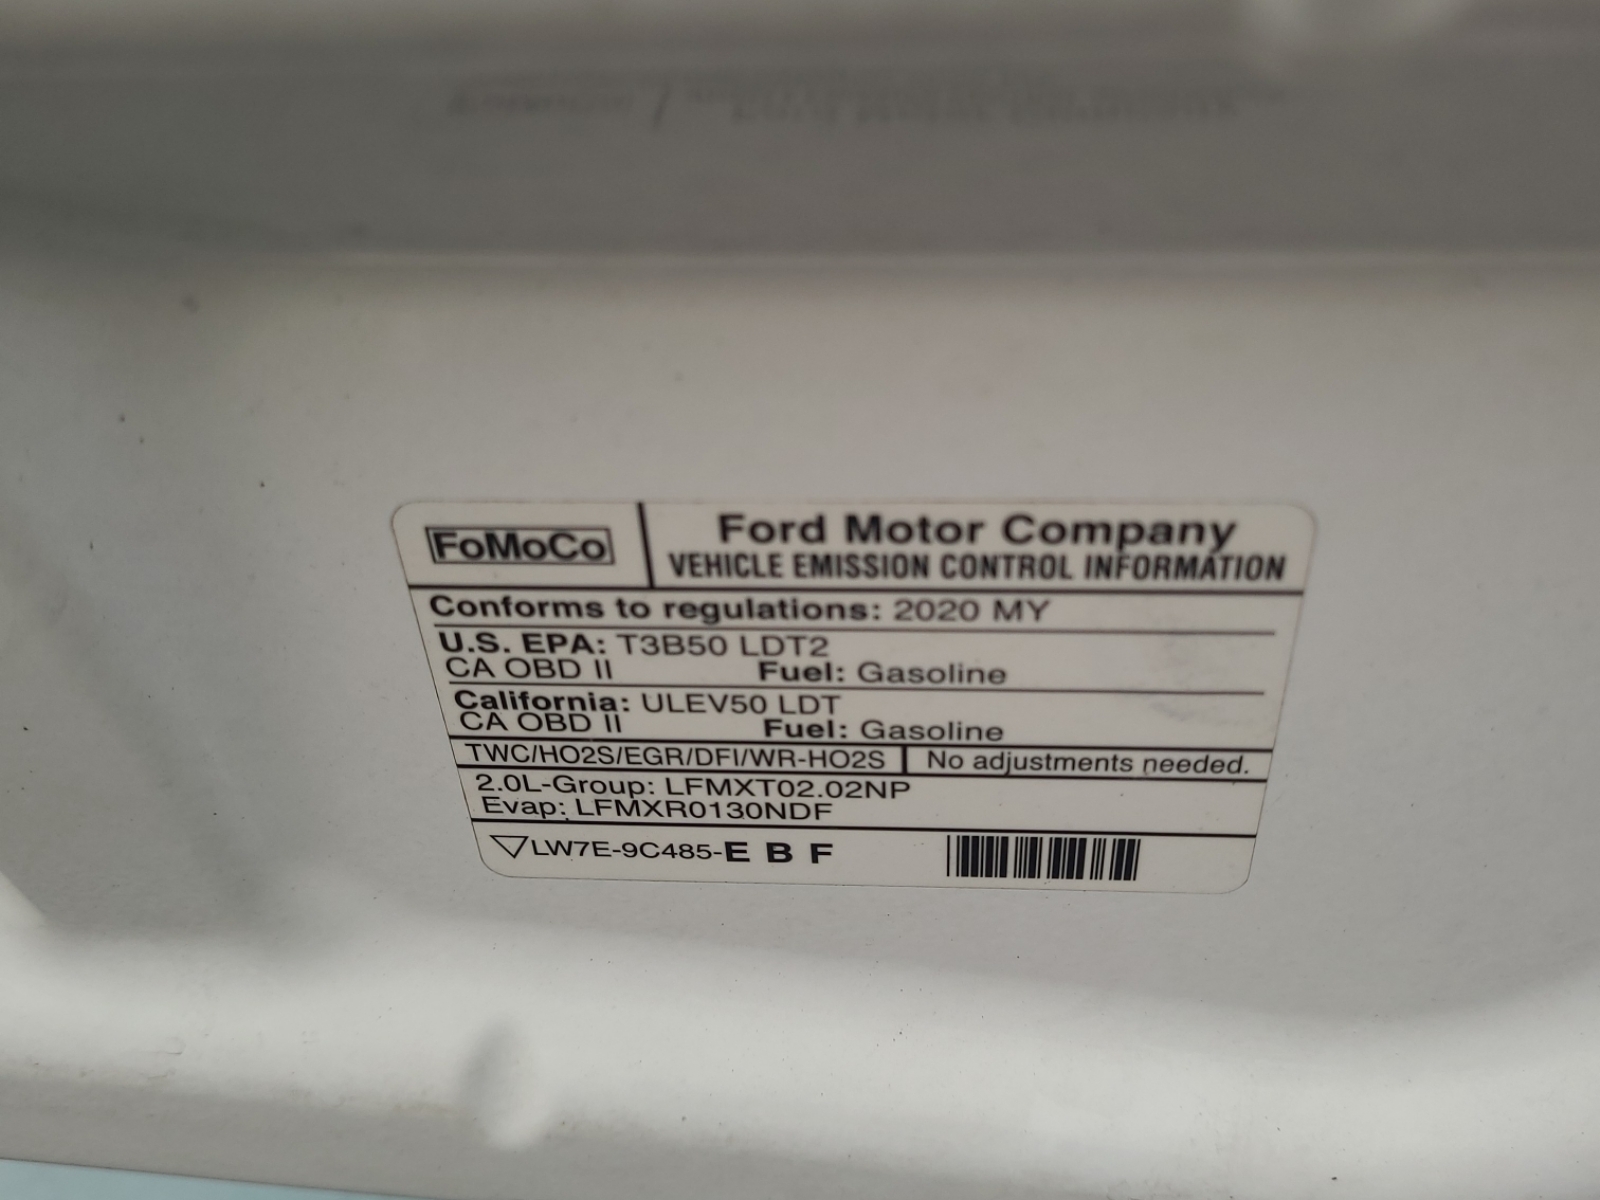 FoMoCo
Ford Motor Company
VEHICLE EMISSION CONTROL INFORMATION
Conforms to regulations: 2020 MY
U.S. EPA: T3B50 LDT2
CA OBD II Fuel: Gasoline
California: ULEV50 LDT
CA OBD II Fuel: Gasoline
TWC/HO2S/EGR/DFI/WR-HO2S No adjustments needed.
2.0L-Group: LFMXT02.02NP
Evap: LFMXR0130NDF
LW7E-9C485-E B F